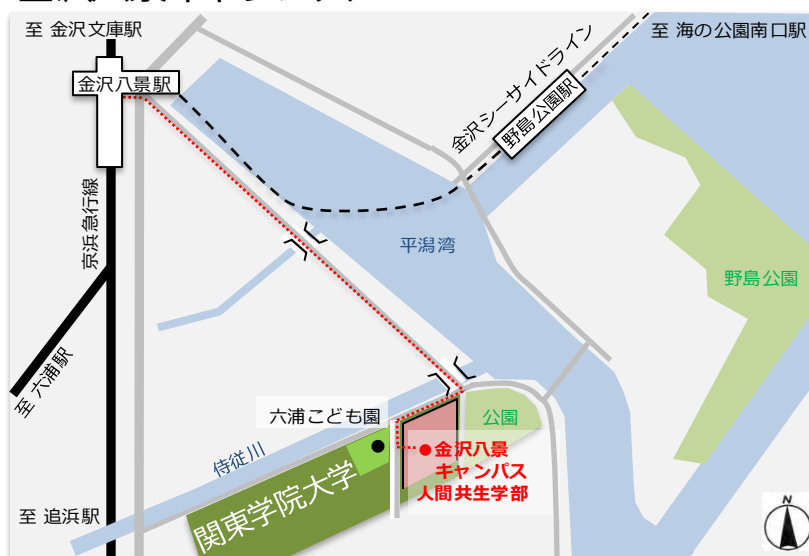 至 金沢文庫駅
至 海の公園南口駅
金沢八景駅
金沢シーサイドライン
野島公園駅
京浜急行線
平潟湾
野島公園
至 六浦駅
六浦こども園
公園
侍従川
金沢八景
キャンパス
人間共生学部
関東学院大学
至 追浜駅
N